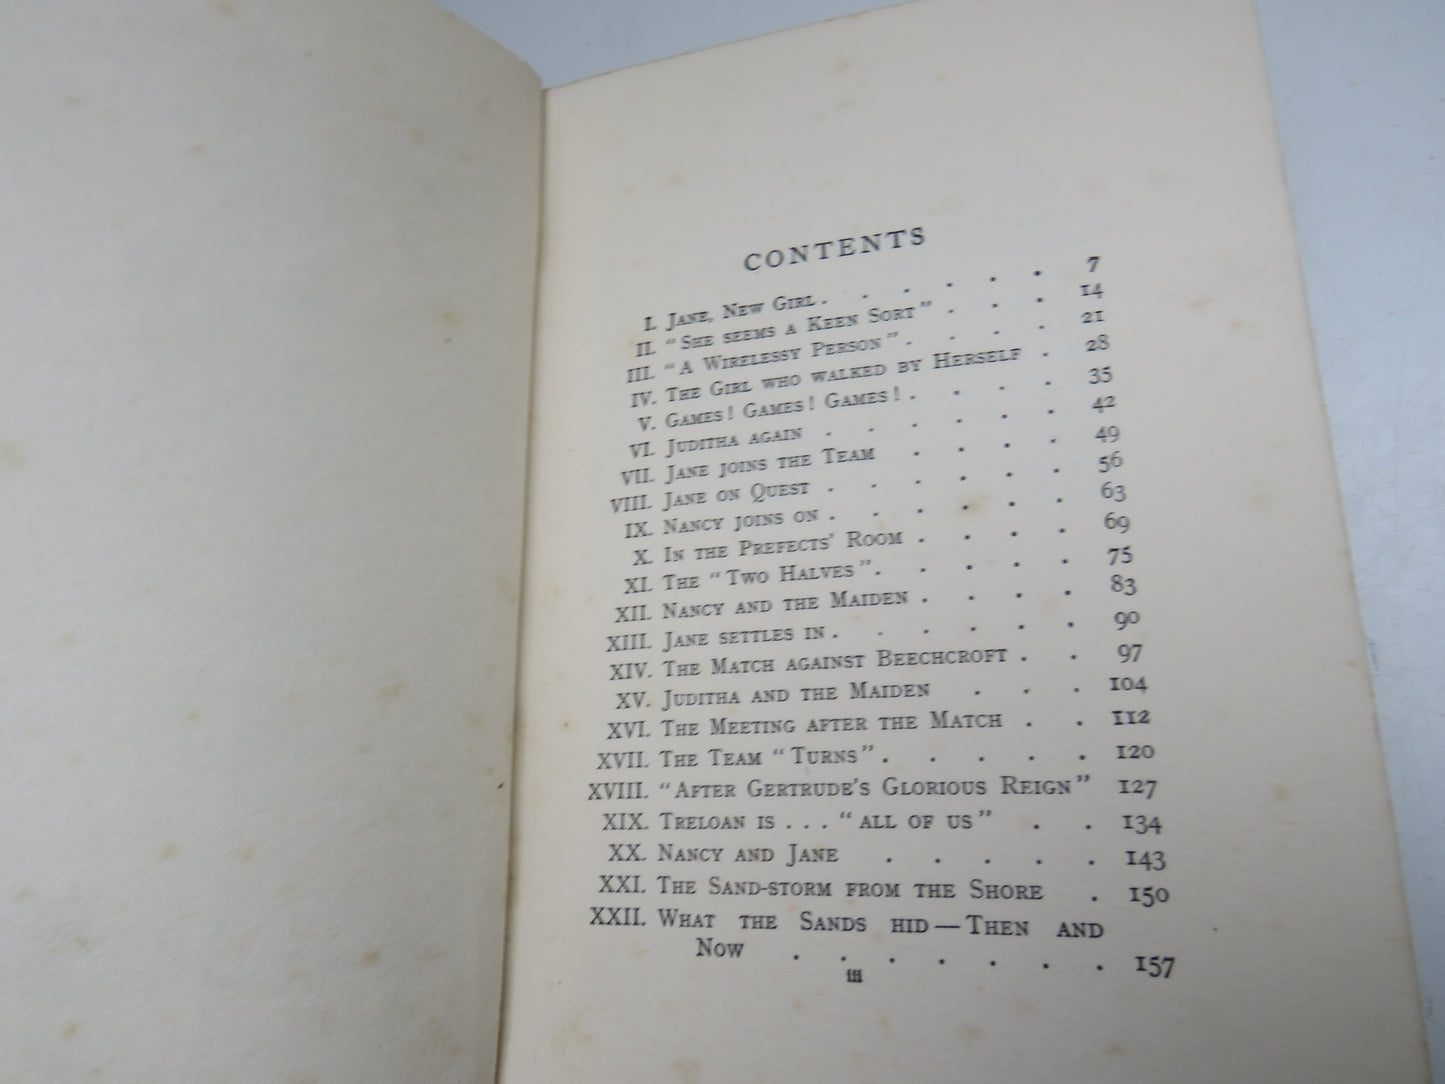 CONTENTS
I. JANE, NEW GIRL . . . . . . 7
II. “SHE SEEMS A KEEN SORT” . . . 14
III. “A WIRELESSY PERSON” . . . . 21
IV. THE GIRL WHO WALKED BY HERSELF . 28
V. GAMES! GAMES! GAMES! . . . . 35
VI. JUDITHA AGAIN . . . . . . 42
VII. JANE JOINS THE TEAM . . . . 49
VIII. JANE ON QUEST . . . . . . 56
IX. NANCY JOINS ON . . . . . . 63
X. IN THE PREFECTS’ ROOM . . . . 69
XI. THE “TWO HALVES” . . . . . 75
XII. NANCY AND THE MAIDEN . . . . 83
XIII. JANE SETTLES IN . . . . . . 90
XIV. THE MATCH AGAINST BEECHCROFT . . 97
XV. JUDITHA AND THE MAIDEN . . . 104
XVI. THE MEETING AFTER THE MATCH . . 112
XVII. THE TEAM “TURNS” . . . . . 120
XVIII. “AFTER GERTRUDE’S GLORIOUS REIGN” 127
XIX. TRELOAN IS . . . “ALL OF US” . . 134
XX. NANCY AND JANE . . . . . 143
XXI. THE SAND-STORM FROM THE SHORE . 150
XXII. WHAT THE SANDS HID—THEN AND
NOW . . . . . . . 157
iii